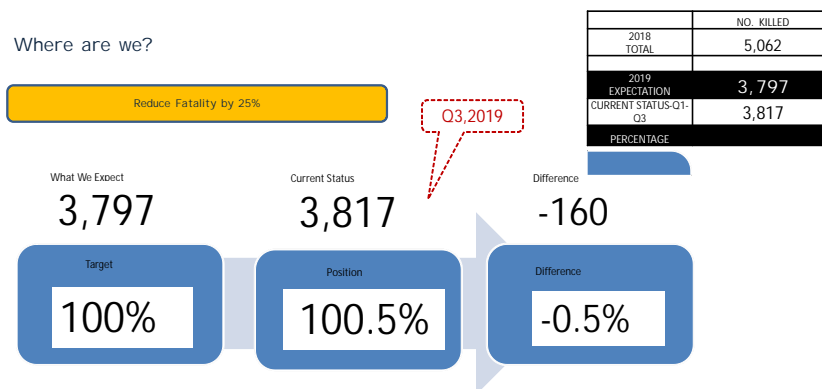 Where are we?
NO. KILLED
2018
TOTAL
5,062
2019
EXPECTATION
3,797
CURRENT STATUS-Q1-
Q3
3,817
PERCENTAGE
Reduce Fatality by 25%
Q3,2019
What We Expect
Current Status
Difference
3,797
3,817
-160
Target
Position
Difference
100%
100.5%
-0.5%